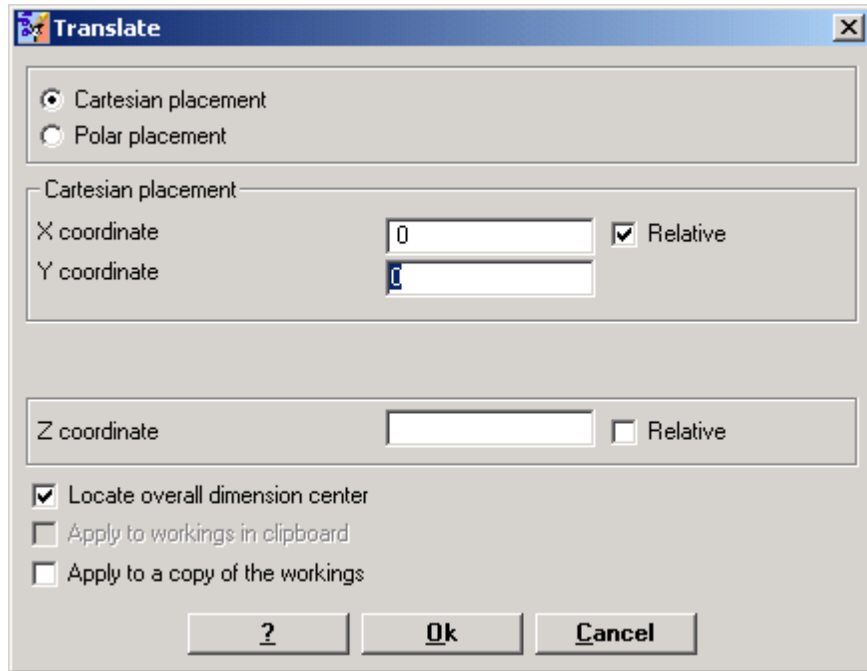 Translate
Cartesian placement
Polar placement
Cartesian placement
X coordinate 0 Relative
Y coordinate 0
Z coordinate Relative
Locate overall dimension center
Apply to workings in clipboard
Apply to a copy of the workings
? Ok Cancel